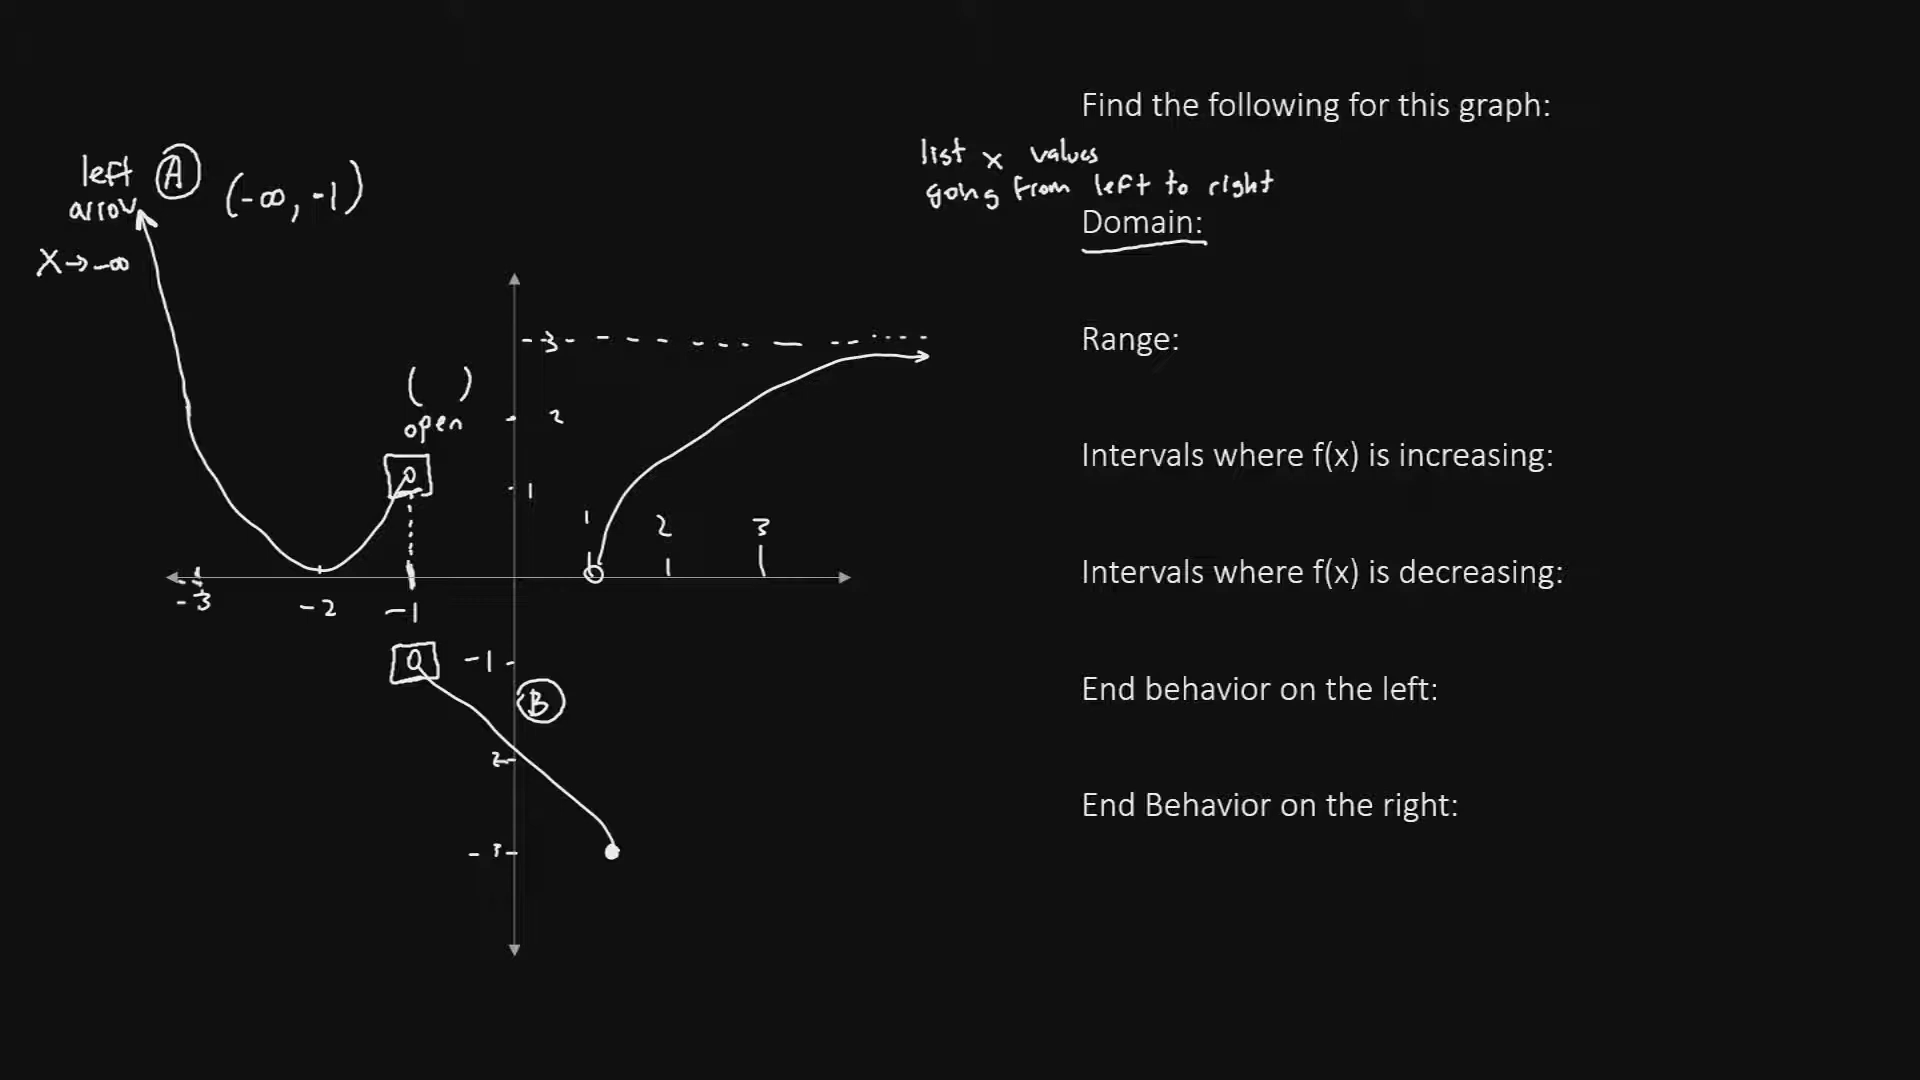 Find the following for this graph:
list x values
going from left to right
Domain:
Range:
Intervals where f(x) is increasing:
Intervals where f(x) is decreasing:
End behavior on the left:
End Behavior on the right:
left A (-∞, -1)
arrow
X→-∞
( )
open
3
2
1
1 2 3
-3 -2 -1
-1
B
2
-3